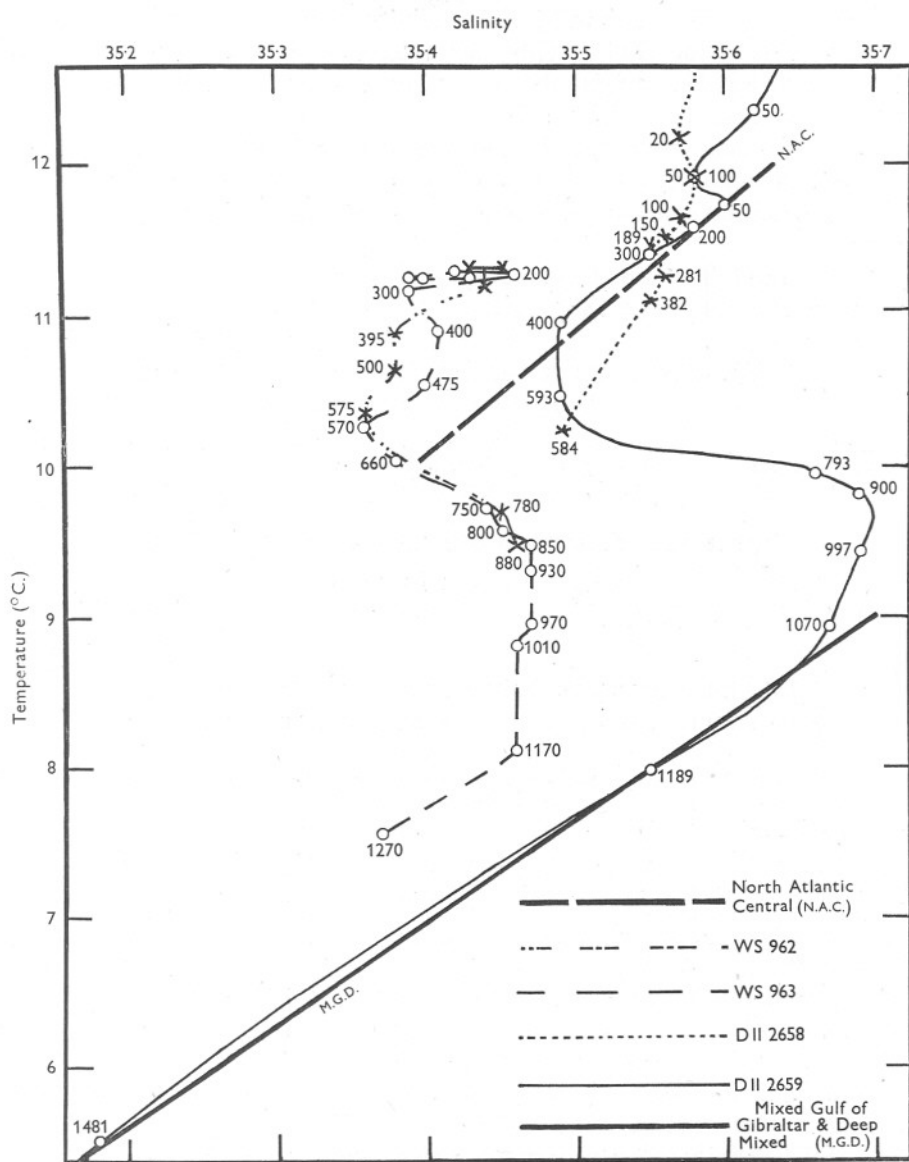 Salinity
35·2 35·3 35·4 35·5 35·6 35·7
50
N.A.C.
20
12
50 100
100 50
150
189 200
300
200 281
300
382
11
395 400 400
500
475
593
575
570 584
10 660 793
900
750 780
800
850 997
880 930
9 970 1070
1010
1170
8 1189
1270
North Atlantic
Central (N.A.C.)
7
WS 962
M.G.D.
WS 963
D II 2658
6
D II 2659
Mixed Gulf of
Gibraltar & Deep
Mixed (M.G.D.)
1481
Temperature (°C.)